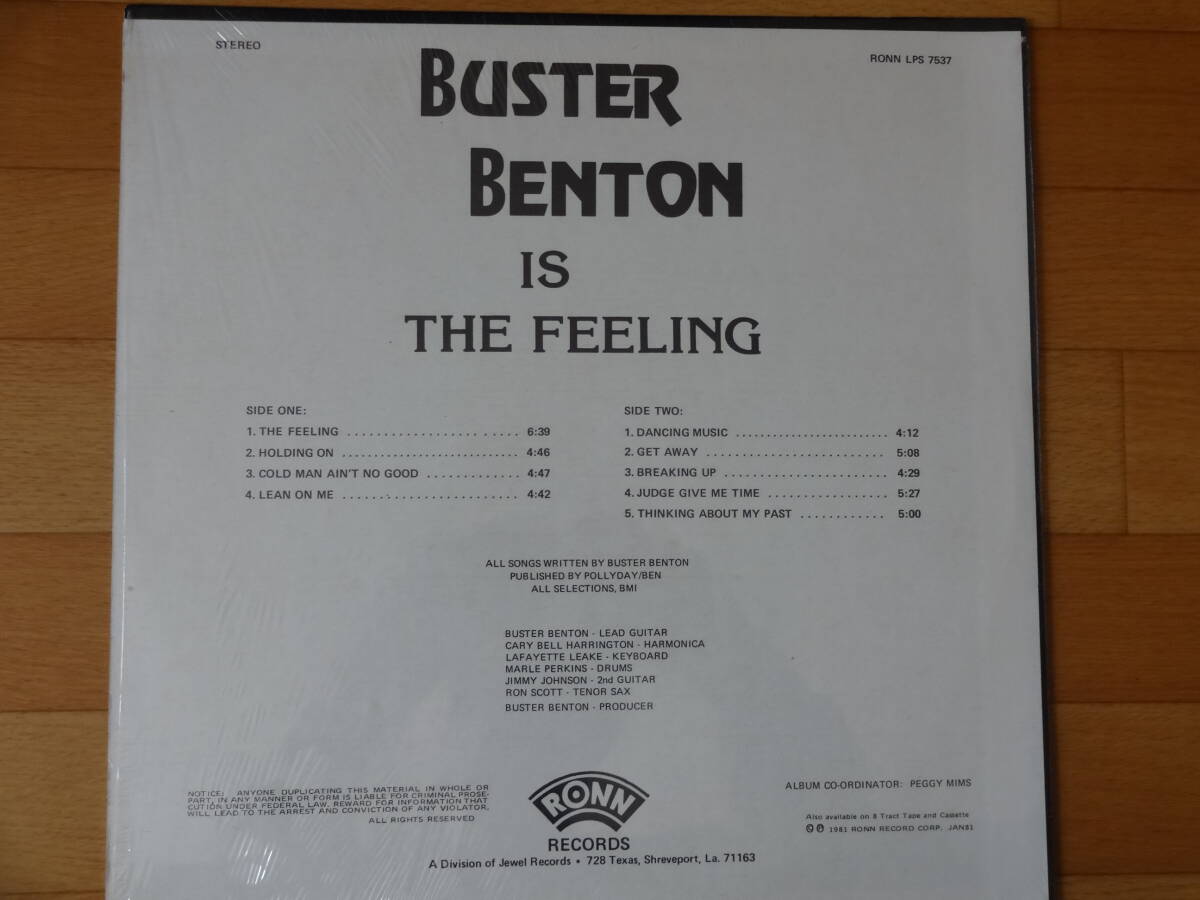 STEREO
RONN LPS 7537
BUSTER
BENTON
IS
THE FEELING
SIDE ONE:
1. THE FEELING . . . . . . . . . . . . . . . . . . . . . . . 6:39
2. HOLDING ON . . . . . . . . . . . . . . . . . . . . . . . 4:46
3. COLD MAN AIN'T NO GOOD . . . . . . . . . . . . . 4:47
4. LEAN ON ME . . . . . . . . . . . . . . . . . . . . . . . 4:42
SIDE TWO:
1. DANCING MUSIC . . . . . . . . . . . . . . . . . . . . . . . . 4:12
2. GET AWAY . . . . . . . . . . . . . . . . . . . . . . . 5:08
3. BREAKING UP . . . . . . . . . . . . . . . . . . . . . 4:29
4. JUDGE GIVE ME TIME . . . . . . . . . . . . . . . . 5:27
5. THINKING ABOUT MY PAST . . . . . . . . . . . . 5:00
ALL SONGS WRITTEN BY BUSTER BENTON
PUBLISHED BY POLLYDAY/BEN
ALL SELECTIONS, BMI
BUSTER BENTON - LEAD GUITAR
CARY BELL HARRINGTON - HARMONICA
LAFAYETTE LEAKE - KEYBOARD
MARLE PERKINS - DRUMS
JIMMY JOHNSON - 2nd GUITAR
RON SCOTT - TENOR SAX
BUSTER BENTON - PRODUCER
NOTICE: ANYONE DUPLICATING THIS MATERIAL IN WHOLE OR
PART, IN ANY MANNER OR FORM IS LIABLE FOR CRIMINAL PROSE-
CUTION UNDER FEDERAL LAW. REWARD FOR INFORMATION THAT
WILL LEAD TO THE ARREST AND CONVICTION OF ANY VIOLATOR.
ALL RIGHTS RESERVED
RONN
RECORDS
A Division of Jewel Records • 728 Texas, Shreveport, La. 71163
ALBUM CO-ORDINATOR: PEGGY MIMS
Also available on 8 Tract Tape and Cassette
© ℗ 1981 RONN RECORD CORP. JAN81